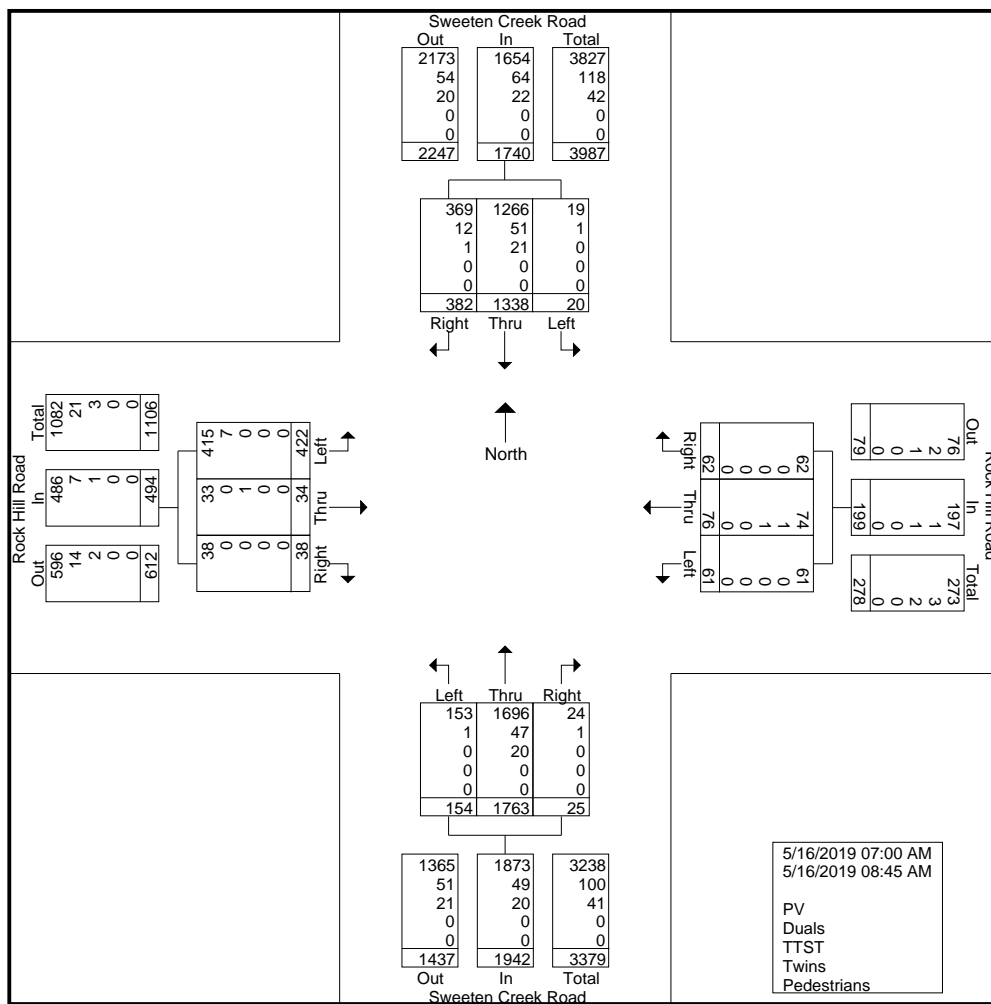 Sweeten Creek Road
Out In Total
2173 1654 3827
54 64 118
20 22 42
0 0 0
0 0 0
2247 1740 3987
369 1266 19
12 51 1
1 21 0
0 0 0
0 0 0
382 1338 20
Right Thru Left
North
Rock Hill Road
Total
1082 21 3 0 0 1106
In
486 7 1 0 0 494
Out
596 14 2 0 0 612
415 7 0 0 0 422
Left
33 0 1 0 0 34
Thru
38 0 0 0 0 38
Right
Rock Hill Road
Out
76 2 1 0 0 79
In
197 1 1 0 0 199
Total
273 3 2 0 0 278
Right
62 0 0 0 0 62
Thru
74 1 1 0 0 76
Left
61 0 0 0 0 61
Left Thru Right
153 1696 24
1 47 1
0 20 0
0 0 0
0 0 0
154 1763 25
1365 1873 3238
51 49 100
21 20 41
0 0 0
0 0 0
1437 1942 3379
Out In Total
Sweeten Creek Road
5/16/2019 07:00 AM
5/16/2019 08:45 AM
PV
Duals
TTST
Twins
Pedestrians